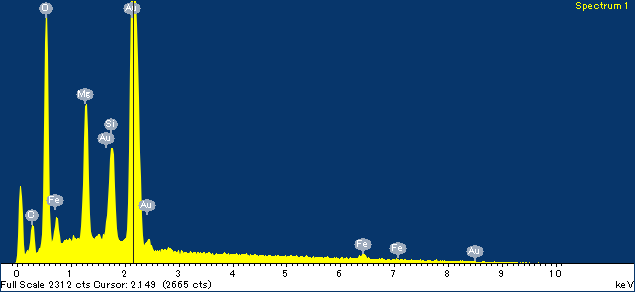 Spectrum 1
O Au
Mg
Si
Au
Fe Au
C
Fe Fe Au
0 1 2 3 4 5 6 7 8 9 10
Full Scale 2312 cts Cursor: 2.149 (2665 cts) keV